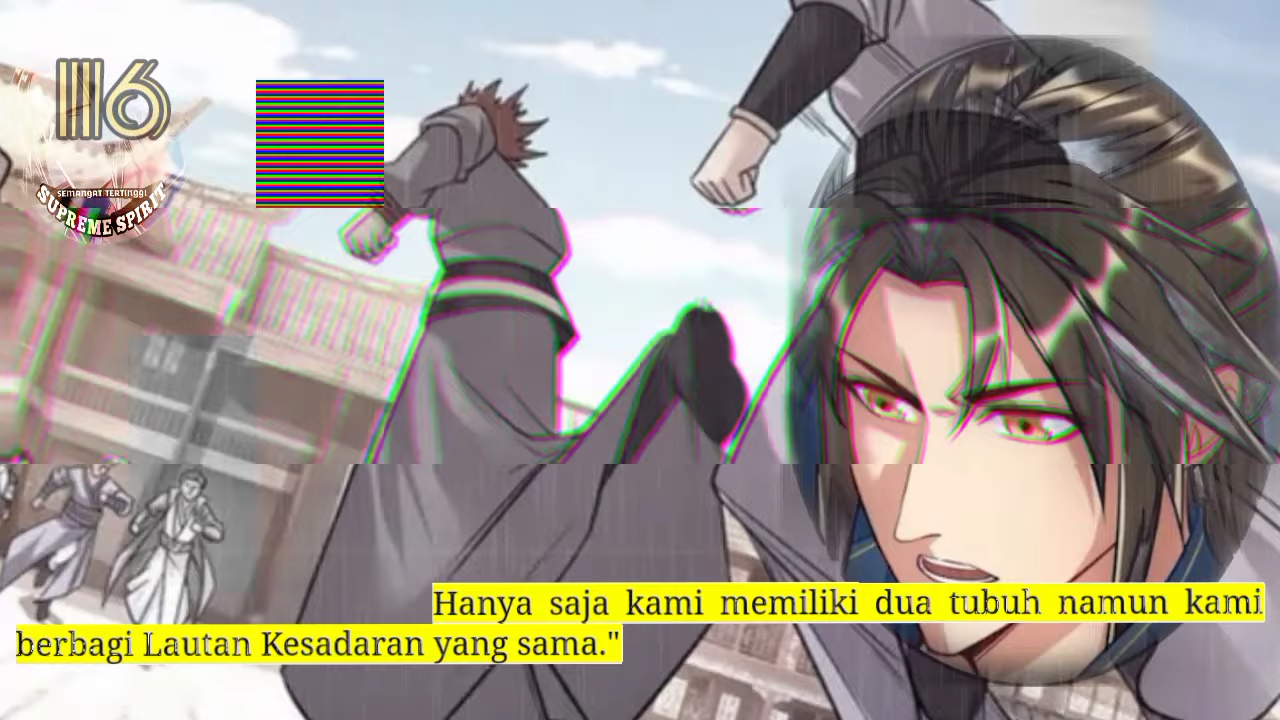 116
SEMANGAT TERTINGGI
SUPREME SPIRIT
Hanya saja kami memiliki dua tubuh namun kami
berbagi Lautan Kesadaran yang sama."